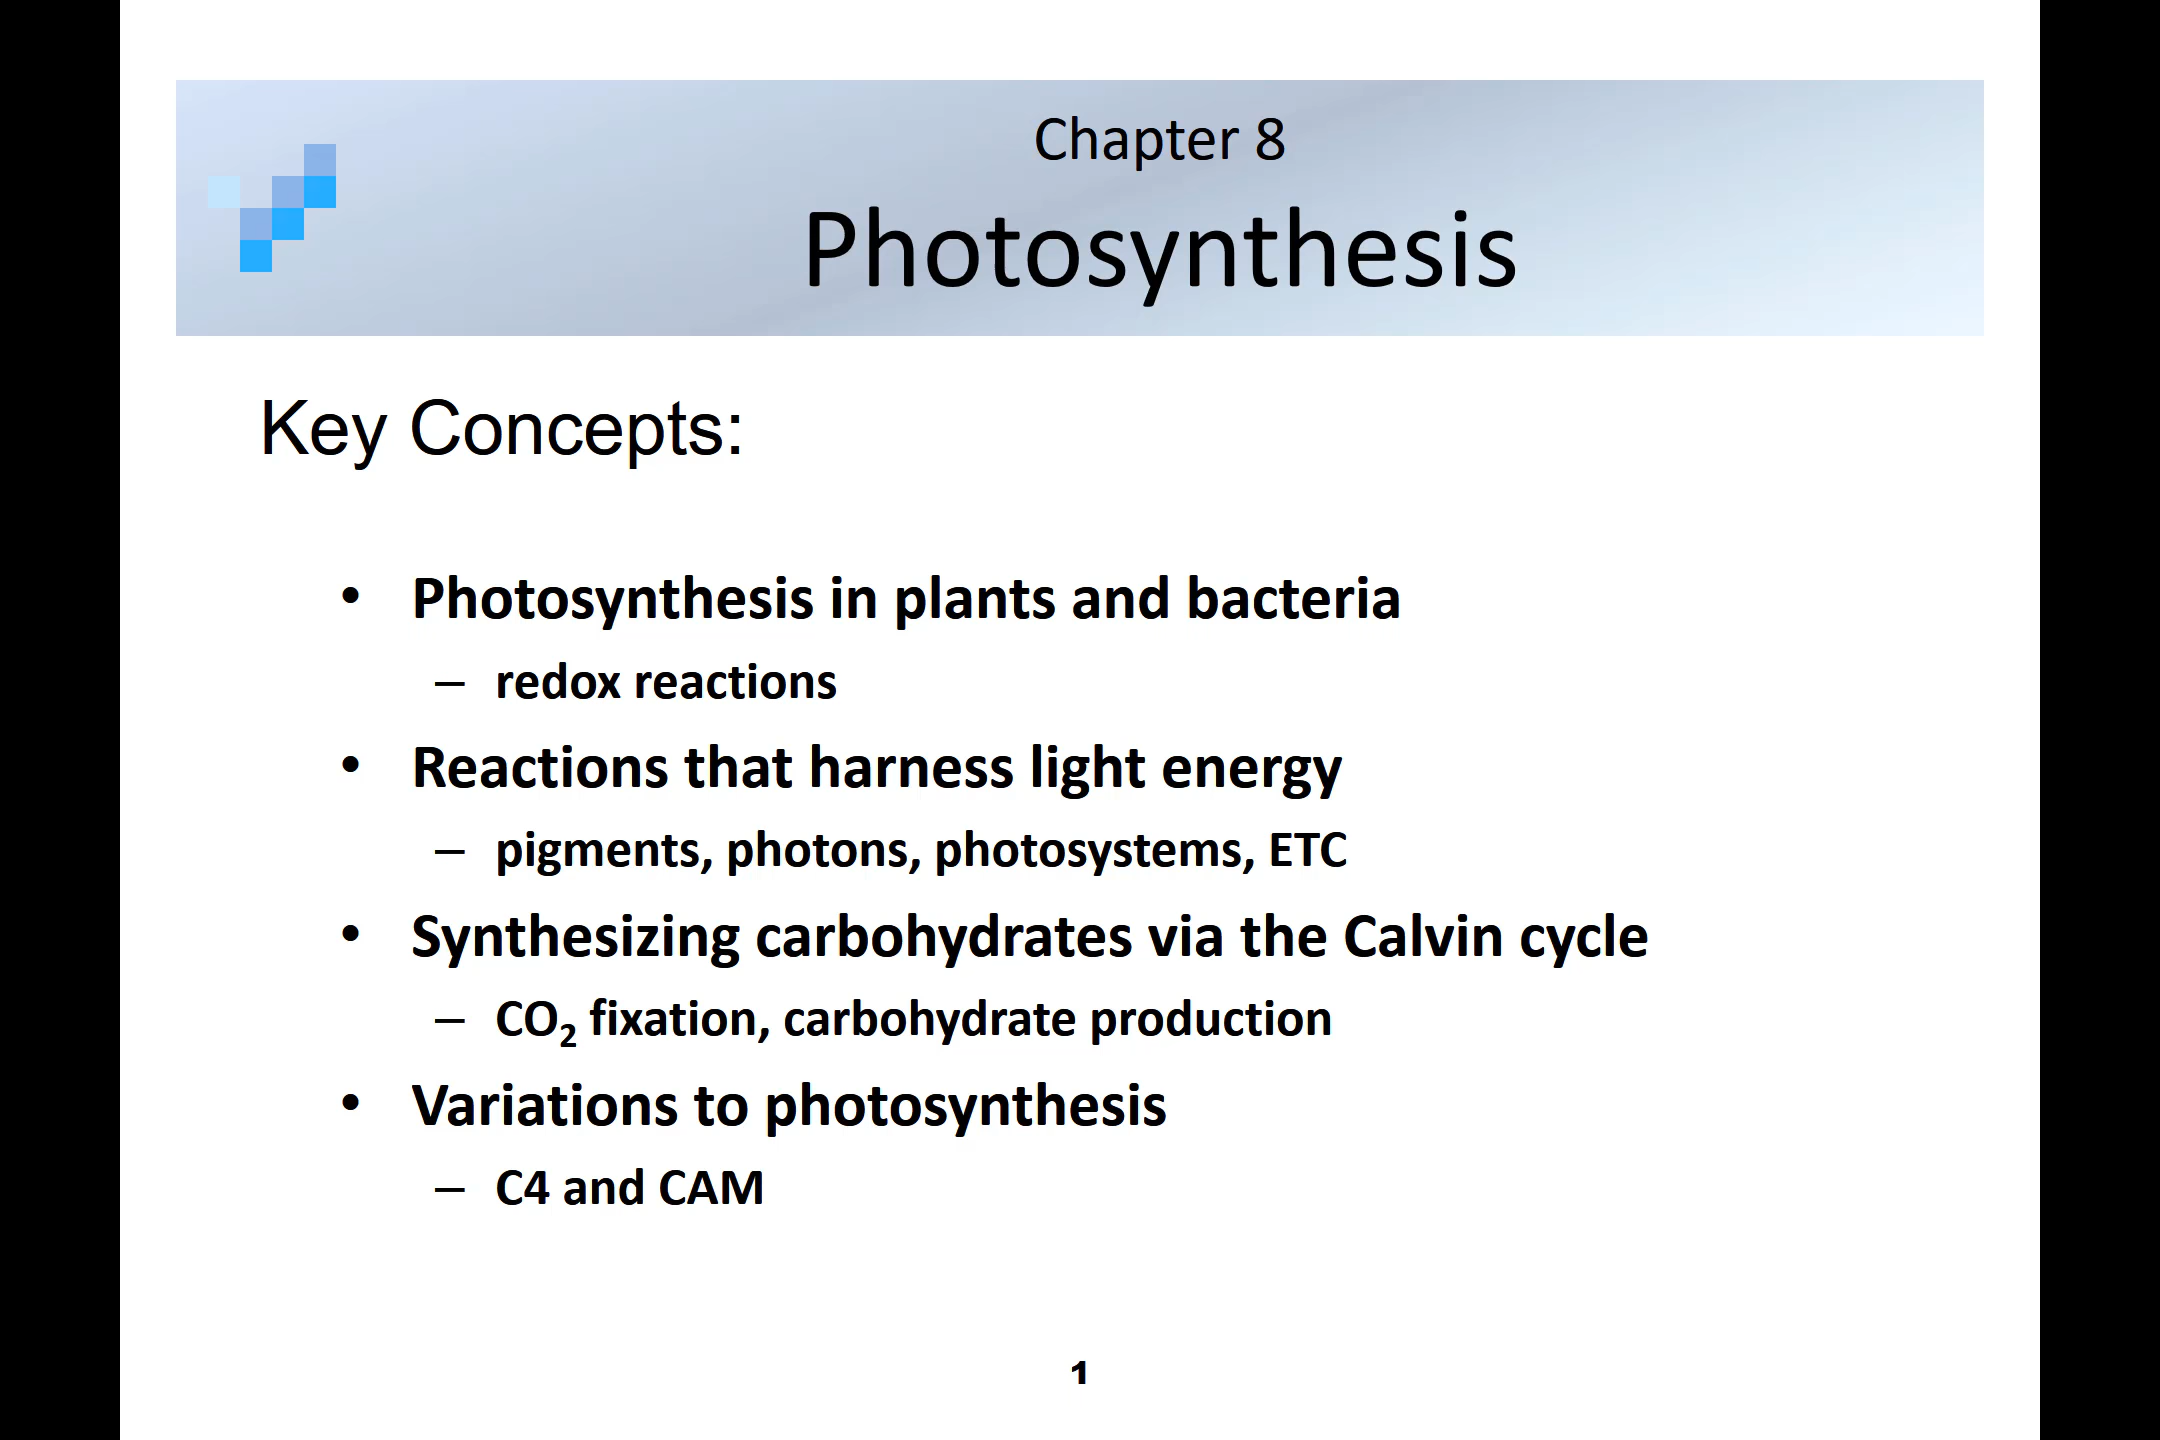 Chapter 8
Photosynthesis
Key Concepts:
• Photosynthesis in plants and bacteria
– redox reactions
• Reactions that harness light energy
– pigments, photons, photosystems, ETC
• Synthesizing carbohydrates via the Calvin cycle
– CO₂ fixation, carbohydrate production
• Variations to photosynthesis
– C4 and CAM
1